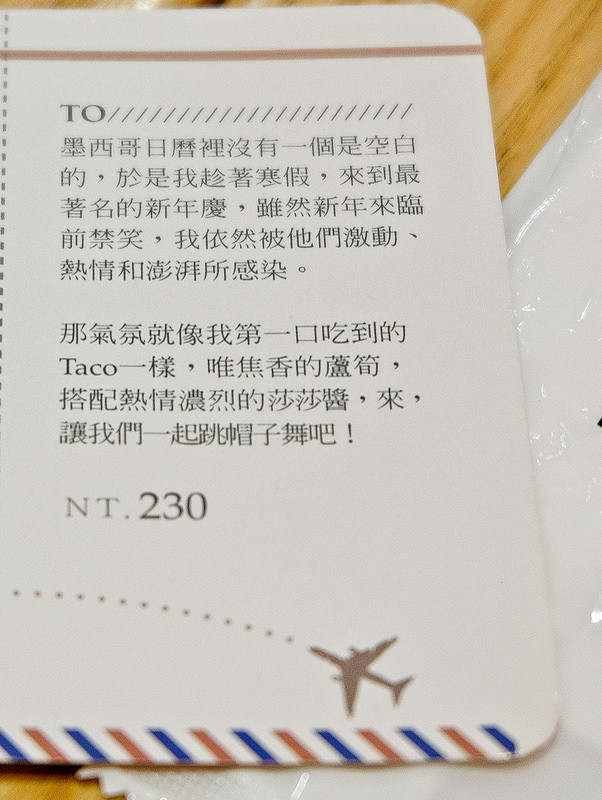 TO//////////////////////
墨西哥日曆裡沒有一個是空白
的，於是我趁著寒假，來到最
著名的新年慶，雖然新年來臨
前禁笑，我依然被他們激動、
熱情和澎湃所感染。
那氣氛就像我第一口吃到的
Taco一樣，唯焦香的蘆筍，
搭配熱情濃烈的莎莎醬，來，
讓我們一起跳帽子舞吧！
NT.230